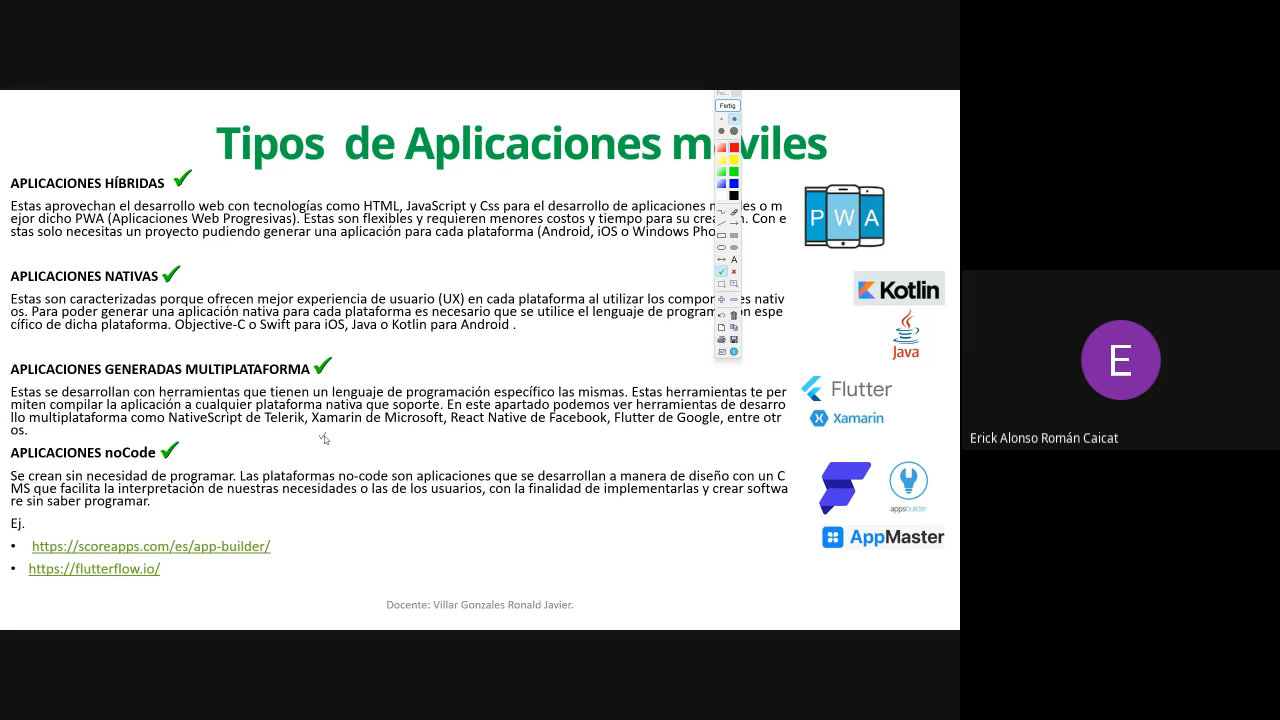 Fertig
Tipos de Aplicaciones móviles
APLICACIONES HÍBRIDAS
Estas aprovechan el desarrollo web con tecnologías como HTML, JavaScript y Css para el desarrollo de aplicaciones o m
ejor dicho PWA (Aplicaciones Web Progresivas). Estas son flexibles y requieren menores costos y tiempo para su Con e
stas solo necesitas un proyecto pudiendo generar una aplicación para cada plataforma (Android, iOS o Windows Pho
PWA
APLICACIONES NATIVAS
Estas son caracterizadas porque ofrecen mejor experiencia de usuario (UX) en cada plataforma al utilizar los nativ
os. Para poder generar una aplicación nativa para cada plataforma es necesario que se utilice el lenguaje de espe
cífico de dicha plataforma. Objective-C o Swift para iOS, Java o Kotlin para Android .
Kotlin
Java
APLICACIONES GENERADAS MULTIPLATAFORMA
Estas se desarrollan con herramientas que tienen un lenguaje de programación específico las mismas. Estas herramientas te per
miten compilar la aplicación a cualquier plataforma nativa que soporte. En este apartado podemos ver herramientas de desarro
llo multiplataforma como NativeScript de Telerik, Xamarin de Microsoft, React Native de Facebook, Flutter de Google, entre otr
os.
Flutter
Xamarin
APLICACIONES noCode
Se crean sin necesidad de programar. Las plataformas no-code son aplicaciones que se desarrollan a manera de diseño con un C
MS que facilita la interpretación de nuestras necesidades o las de los usuarios, con la finalidad de implementarlas y crear softwa
re sin saber programar.
Ej.
• https://scoreapps.com/es/app-builder/
• https://flutterflow.io/
appsbuilder
AppMaster
Docente: Villar Gonzales Ronald Javier.
E
Erick Alonso Román Caicat